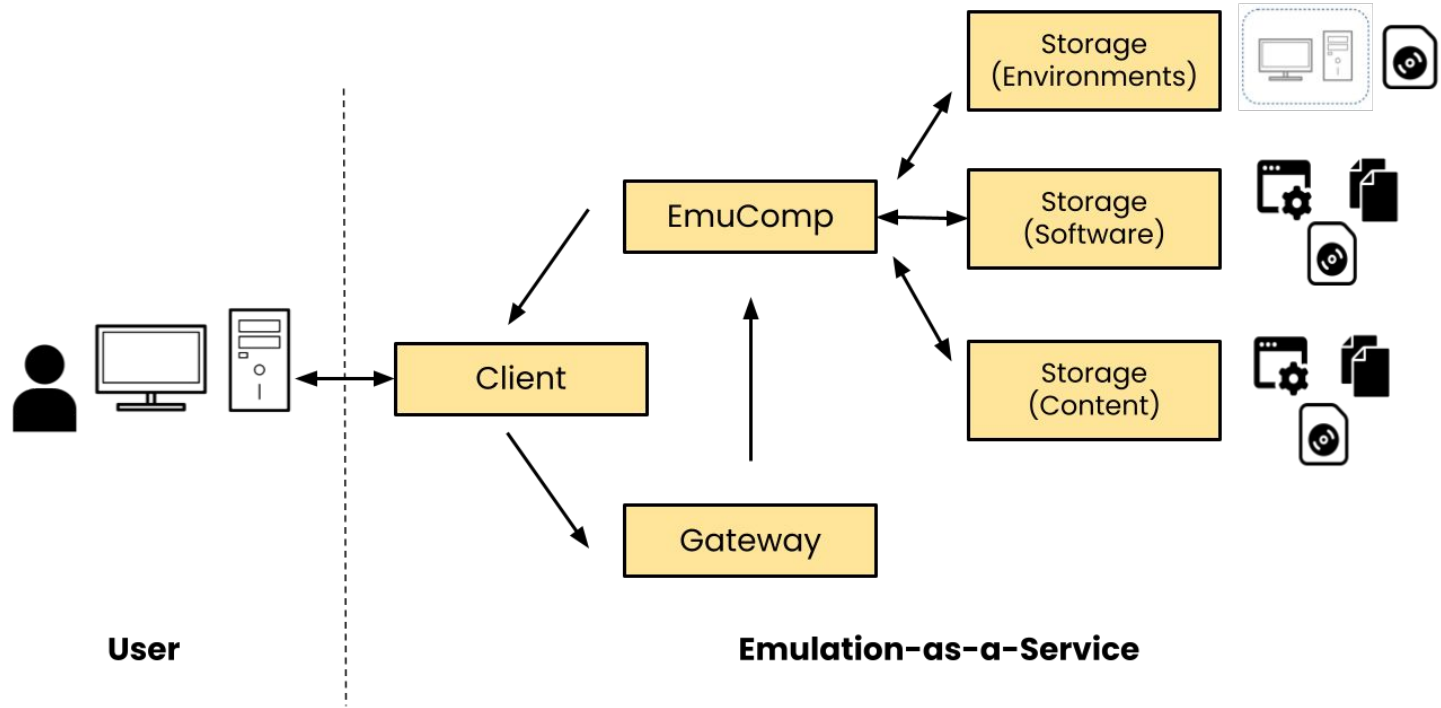 Storage
(Environments)
EmuComp
Storage
(Software)
Client
Storage
(Content)
Gateway
User
Emulation-as-a-Service